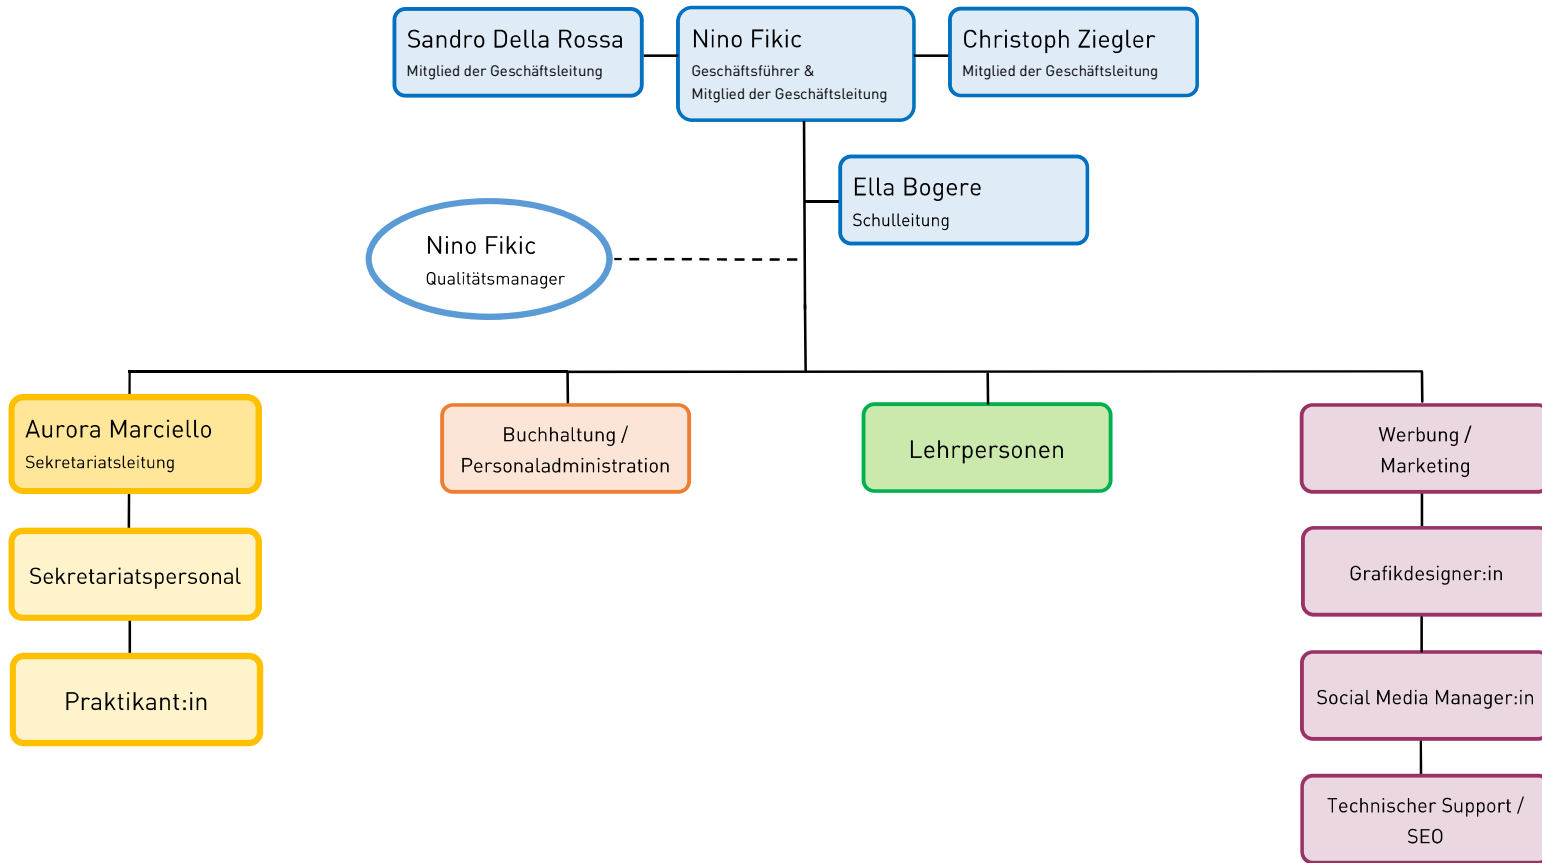 Sandro Della Rossa
Mitglied der Geschäftsleitung
Nino Fikic
Geschäftsführer &
Mitglied der Geschäftsleitung
Christoph Ziegler
Mitglied der Geschäftsleitung
Ella Bogere
Schulleitung
Nino Fikic
Qualitätsmanager
Aurora Marciello
Sekretariatsleitung
Sekretariatspersonal
Praktikant:in
Buchhaltung /
Personaladministration
Lehrpersonen
Werbung /
Marketing
Grafikdesigner:in
Social Media Manager:in
Technischer Support /
SEO